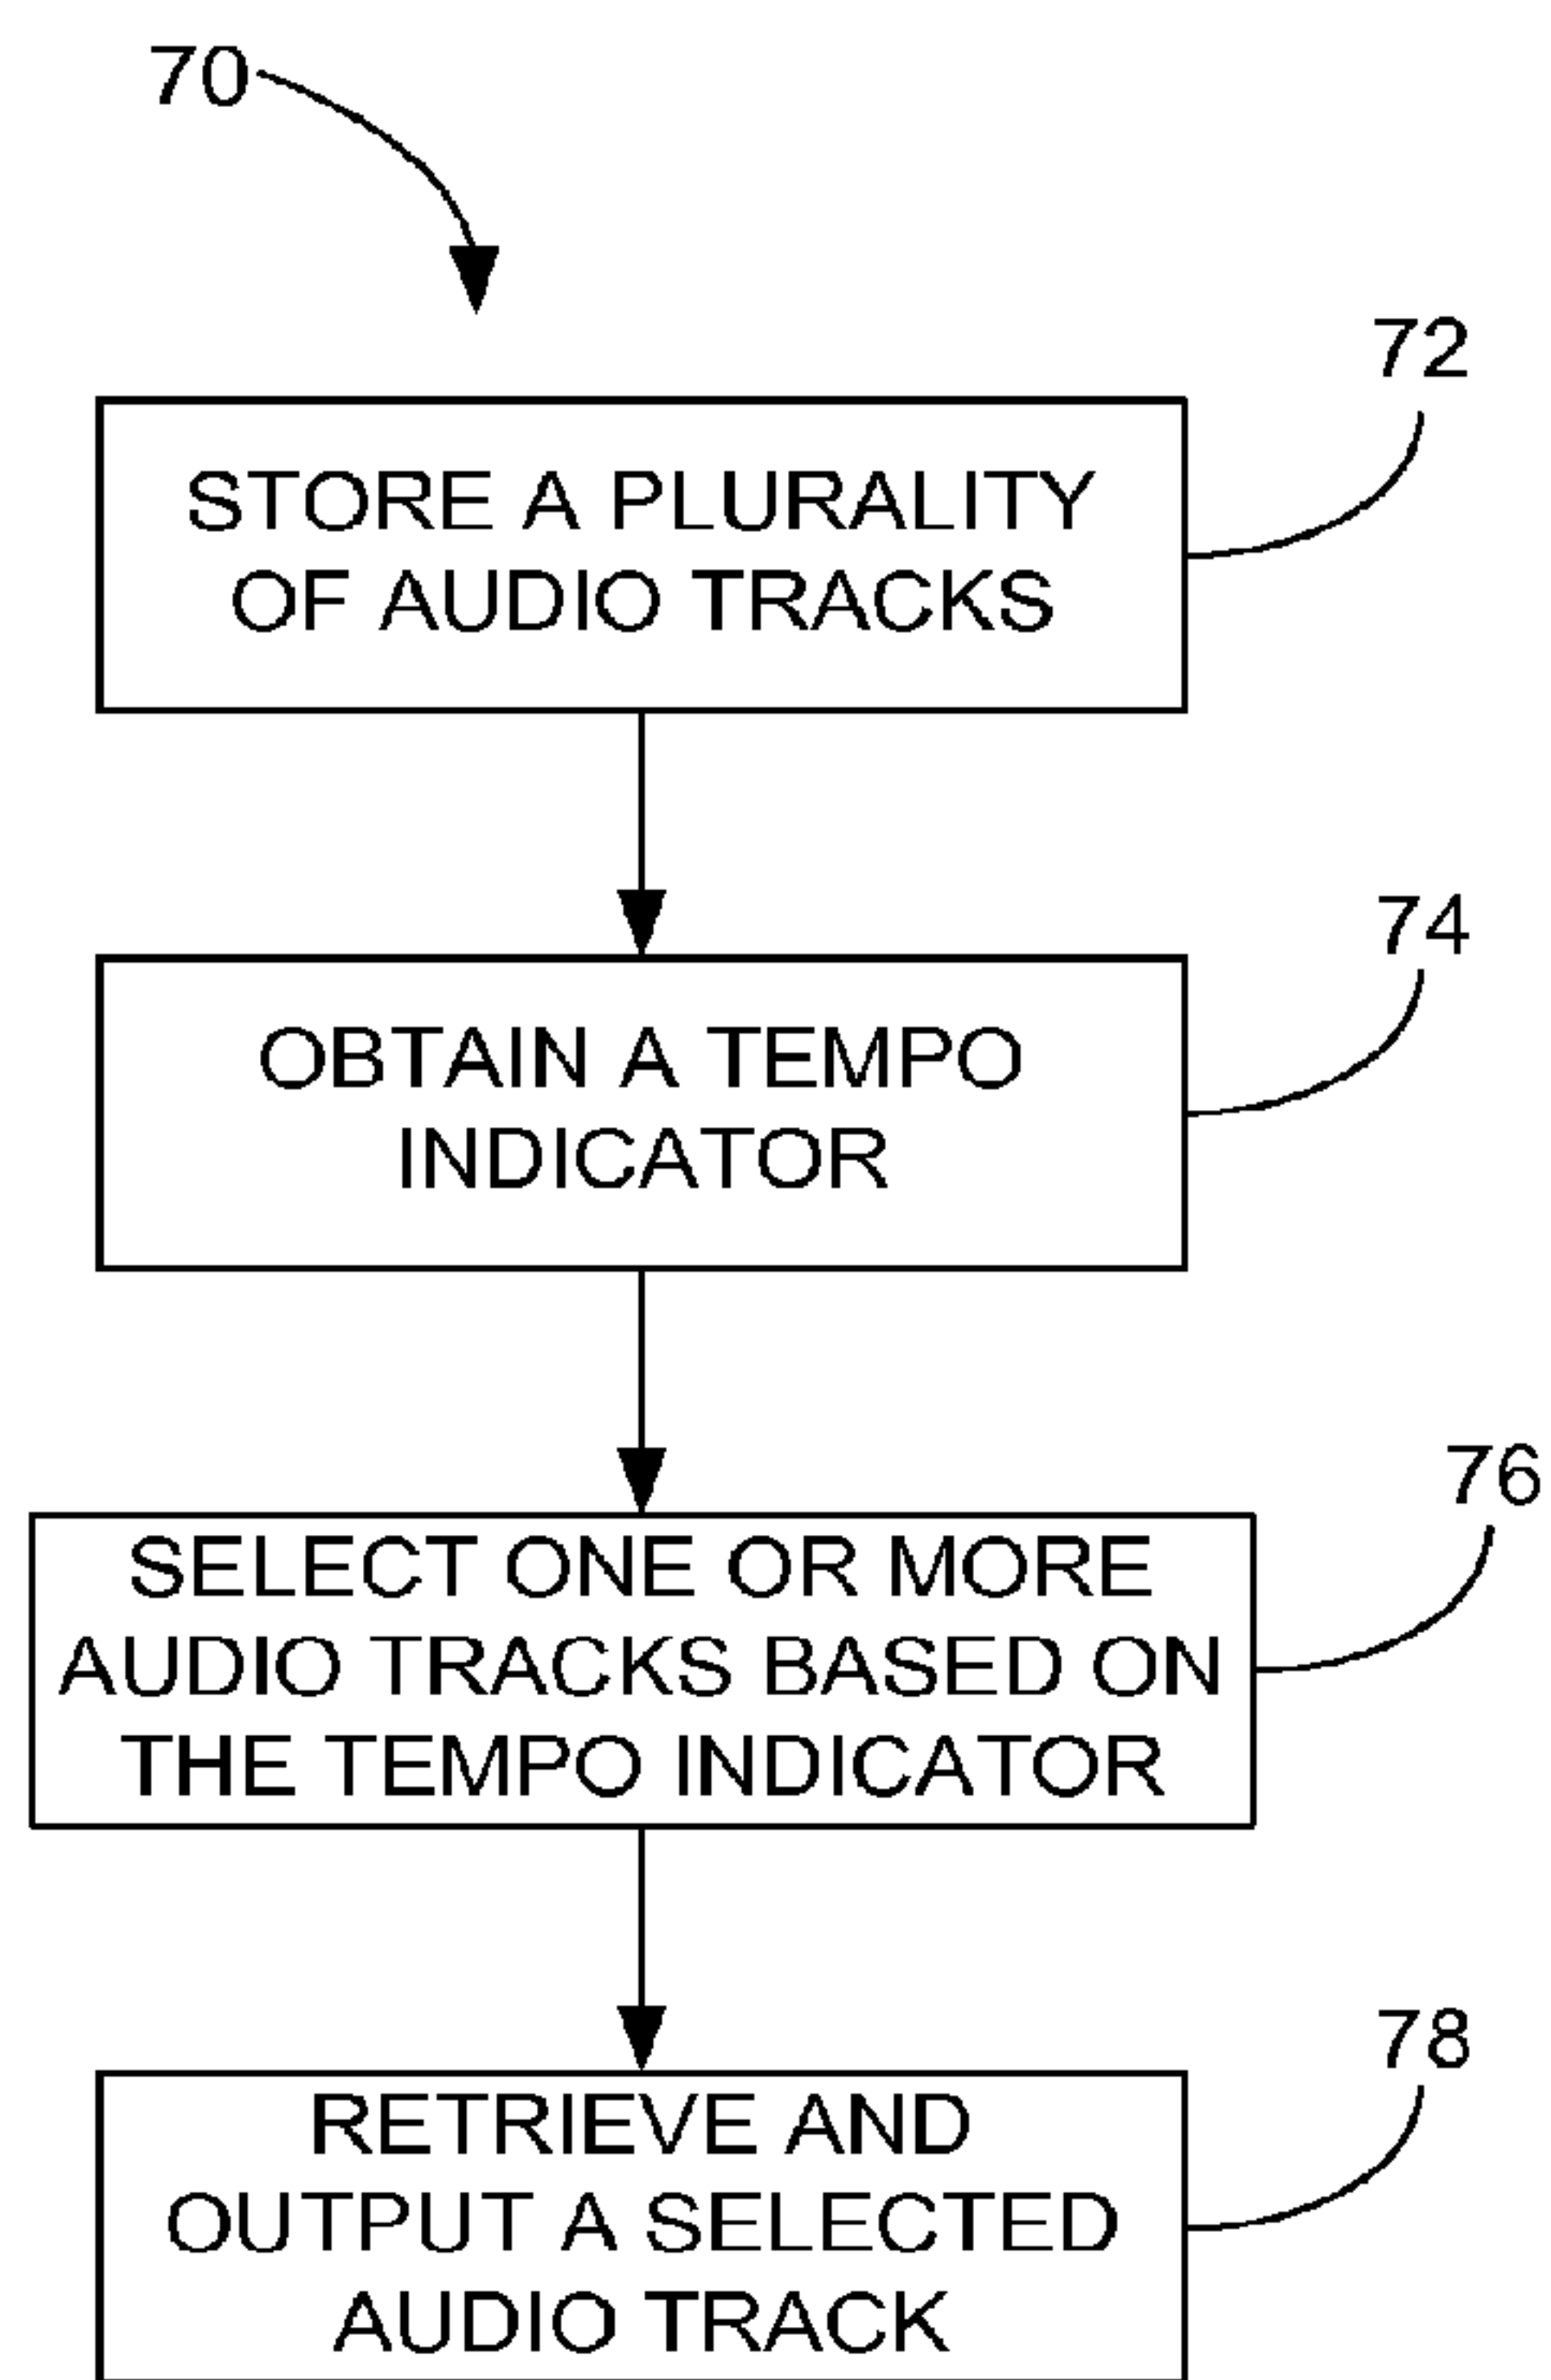 70
72
STORE A PLURALITY
OF AUDIO TRACKS
74
OBTAIN A TEMPO
INDICATOR
76
SELECT ONE OR MORE
AUDIO TRACKS BASED ON
THE TEMPO INDICATOR
78
RETRIEVE AND
OUTPUT A SELECTED
AUDIO TRACK